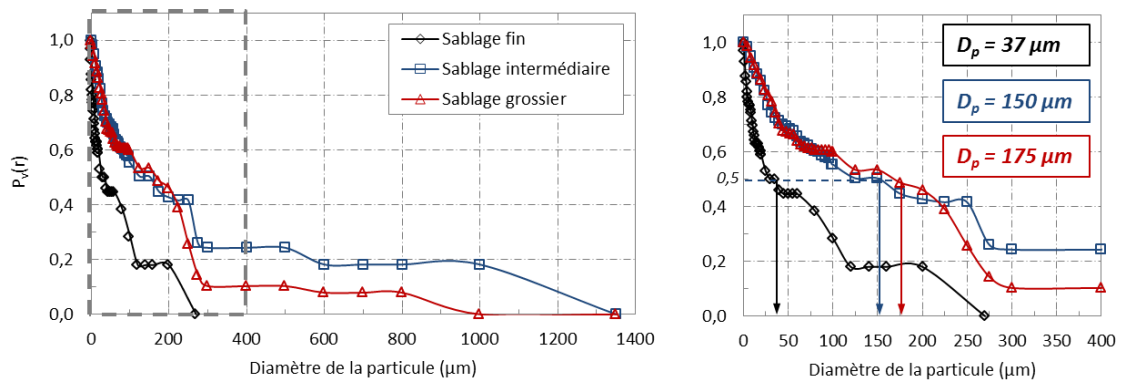 1,0
0,8
0,6
0,4
0,2
0,0
Pv(r)
0 200 400 600 800 1000 1200 1400
Diamètre de la particule (µm)
Sablage fin
Sablage intermédiaire
Sablage grossier
1,0
0,8
0,6
0,5
0,4
0,2
0,0
0 50 100 150 200 250 300 350 400
Diamètre de la particule (µm)
Dp = 37 µm
Dp = 150 µm
Dp = 175 µm